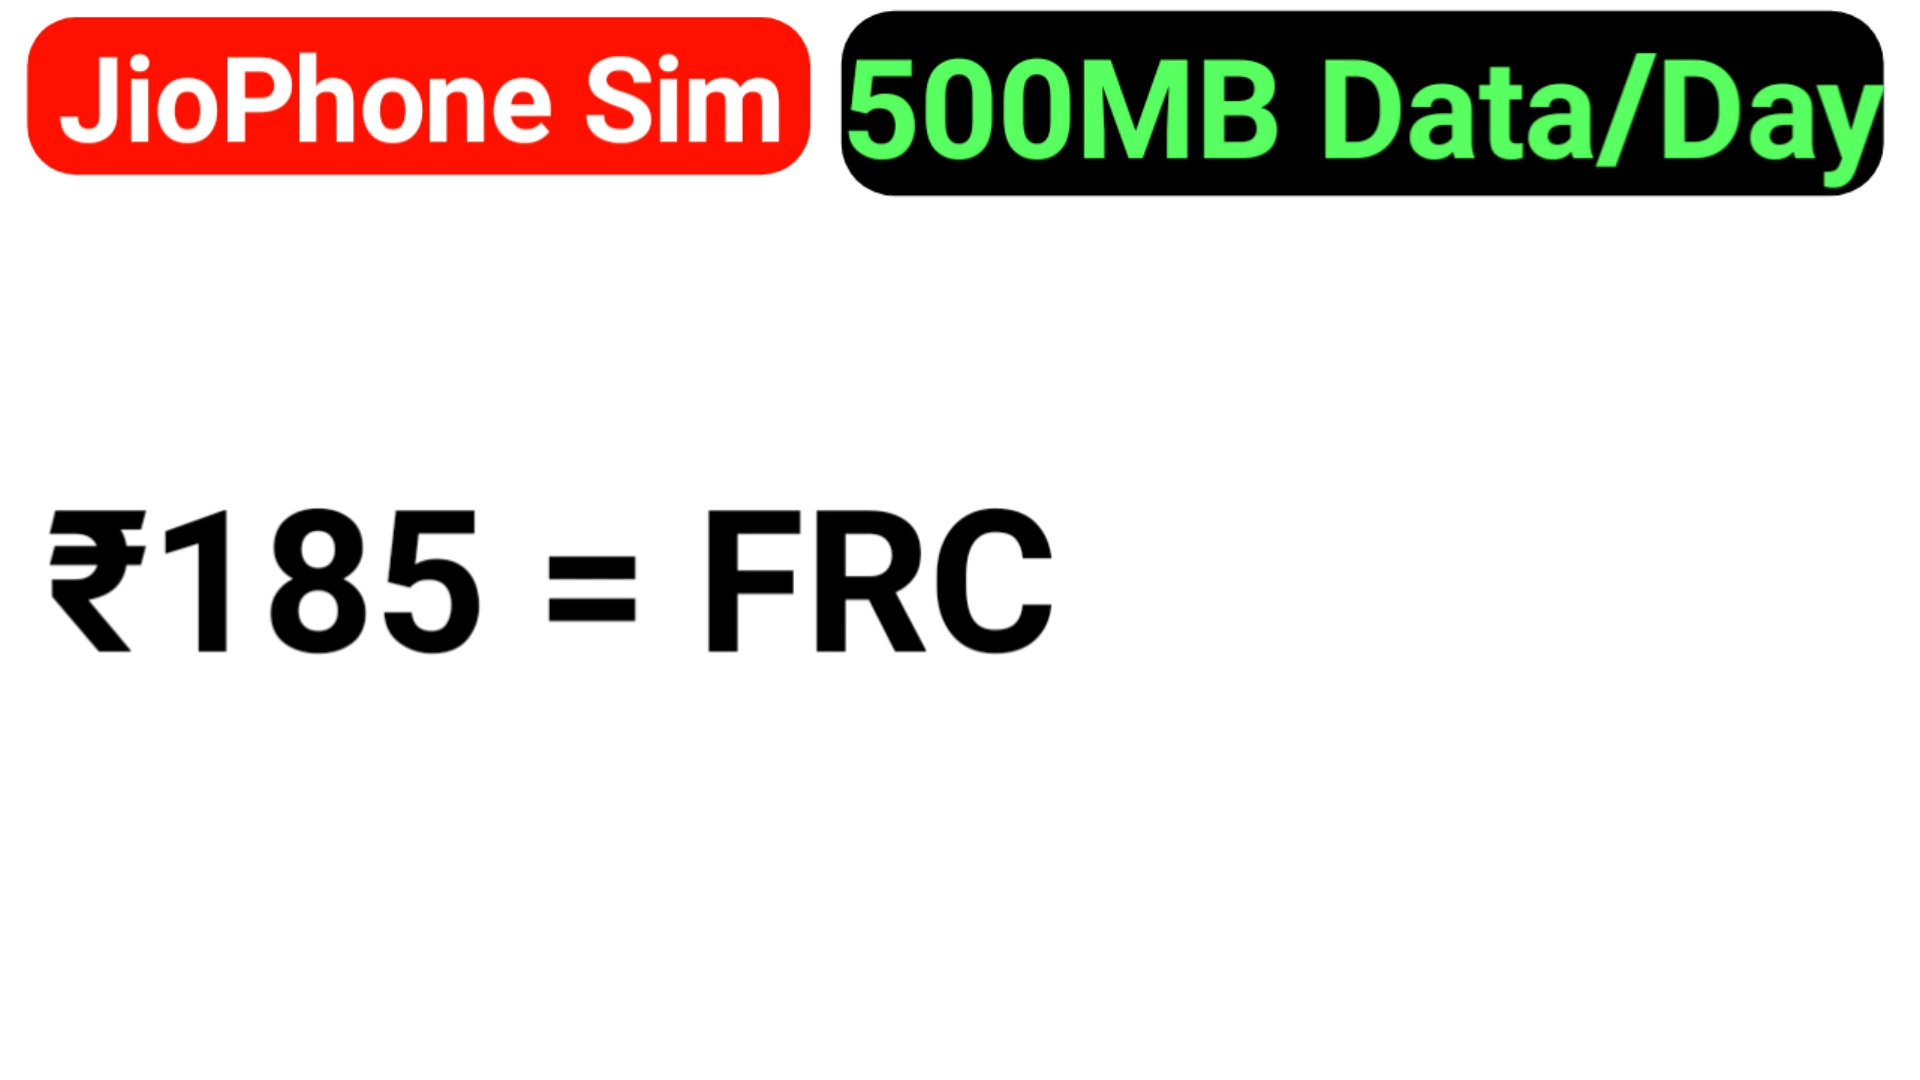 JioPhone Sim
500MB Data/Day
₹185 = FRC